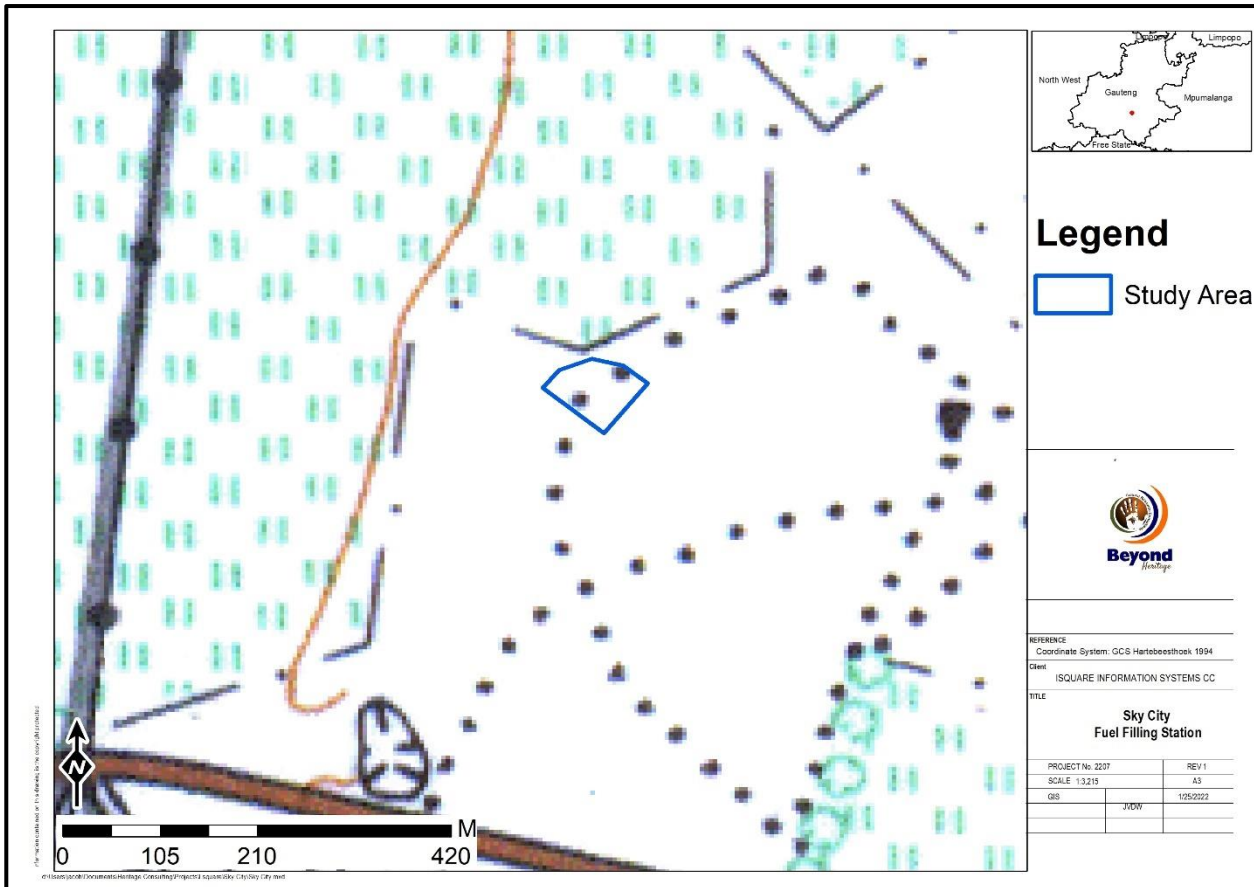 Limpopo
Limpopo
North West
Gauteng
Mpumalanga
Free State
Legend
Study Area
Beyond
Heritage
REFERENCE
Coordinate System: GCS Hartebeesthoek 1994
Client
ISQUARE INFORMATION SYSTEMS CC
TITLE
Sky City
Fuel Filling Station
PROJECT No. 2207
REV 1
SCALE 1:3,215
A3
GIS
JVDW
1/25/2022
N
M
0 105 210 420